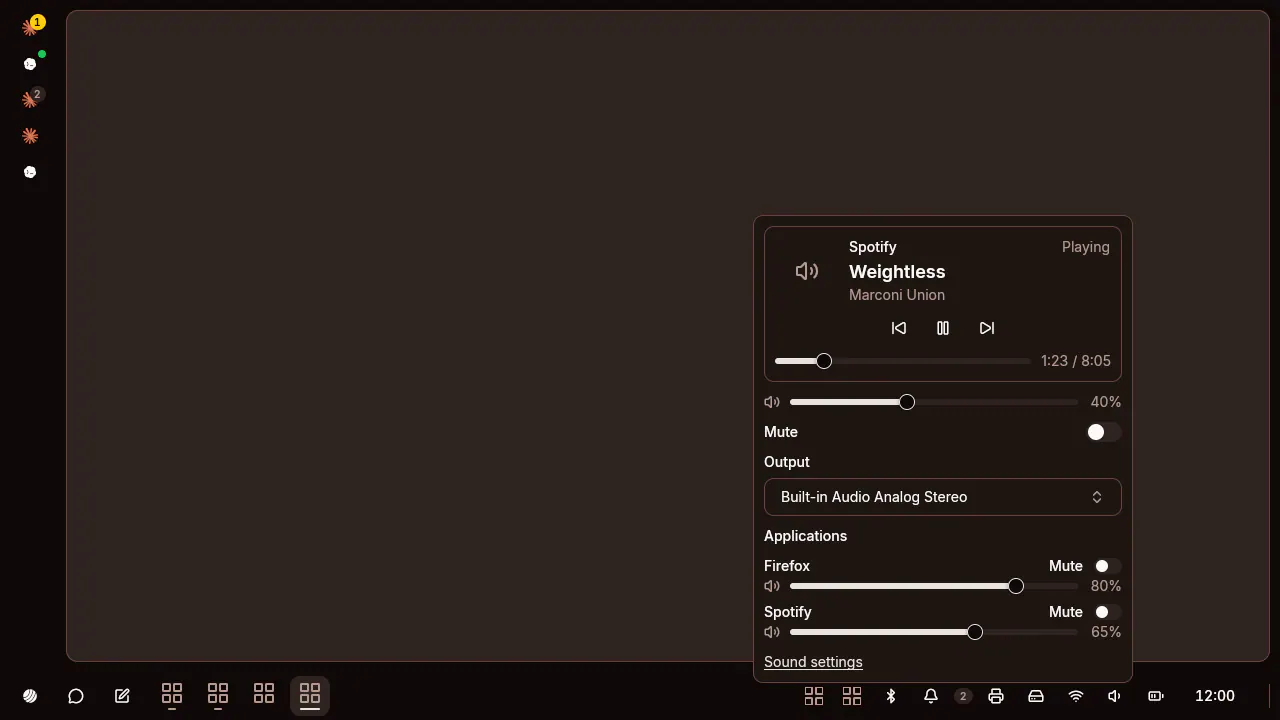 1
2
Spotify
Playing
Weightless
Marconi Union
1:23 / 8:05
40%
Mute
Output
Built-in Audio Analog Stereo
Applications
Firefox
Mute
80%
Spotify
Mute
65%
Sound settings
2
12:00